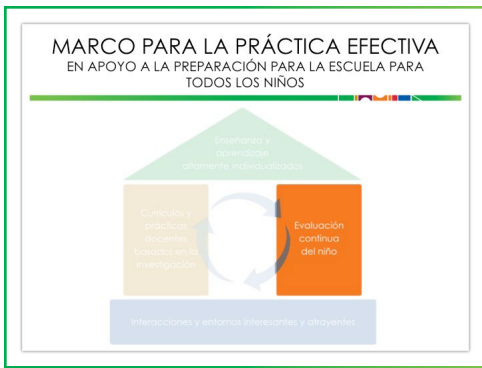 MARCO PARA LA PRÁCTICA EFECTIVA
EN APOYO A LA PREPARACIÓN PARA LA ESCUELA PARA
TODOS LOS NIÑOS
Enseñanza y
aprendizaje
altamente individualizados
Currículo y
prácticas
docentes
basados en la
investigación
Evaluación
continua
del niño
Interacciones y entornos interesantes y atrayentes